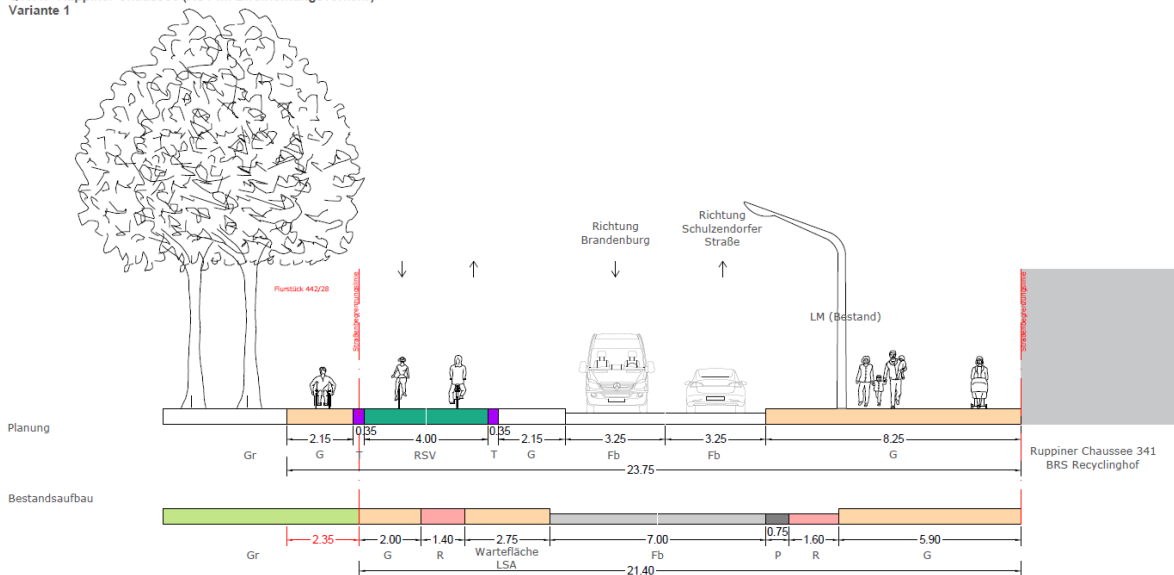 Variante 1
Richtung
Brandenburg
Richtung
Schulzendorfer
Straße
Flurstück 442/28
Straßenbegrenzungslinie
Straßenbegrenzungslinie
LM (Bestand)
Planung
2.15
0.35
4.00
0.35
2.15
3.25
3.25
8.25
Gr
G
T
RSV
T
G
Fb
Fb
G
23.75
Ruppiner Chaussee 341
BRS Recyclinghof
Bestandsaufbau
2.35
2.00
1.40
2.75
7.00
0.75
1.60
5.90
Gr
G
R
Wartefläche
LSA
Fb
P
R
G
21.40